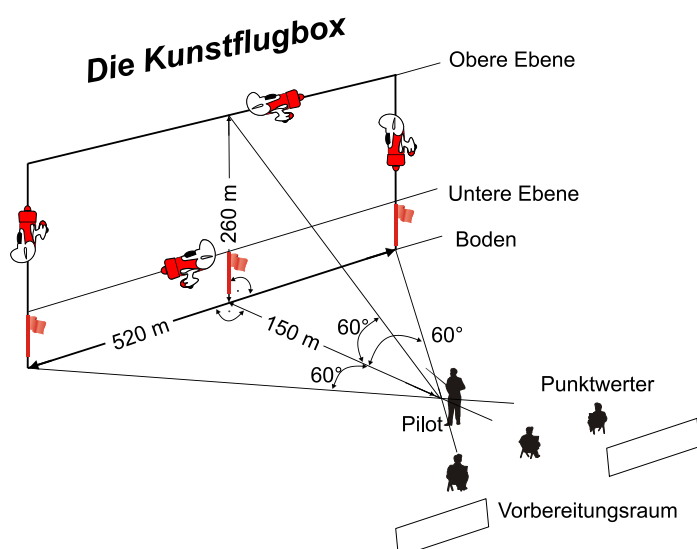 Die Kunstflugbox
Obere Ebene
Untere Ebene
Boden
260 m
520 m
150 m
60°
60°
60°
Pilot
Punktwerter
Vorbereitungsraum